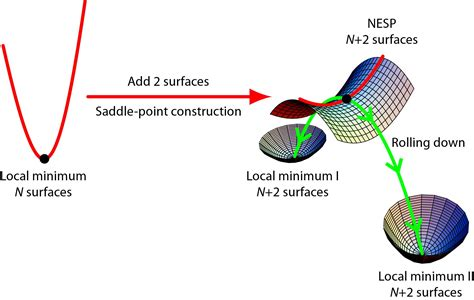 NESP
N+2 surfaces
Add 2 surfaces
Saddle-point construction
Rolling down
Local minimum
N surfaces
Local minimum I
N+2 surfaces
Local minimum II
N+2 surfaces